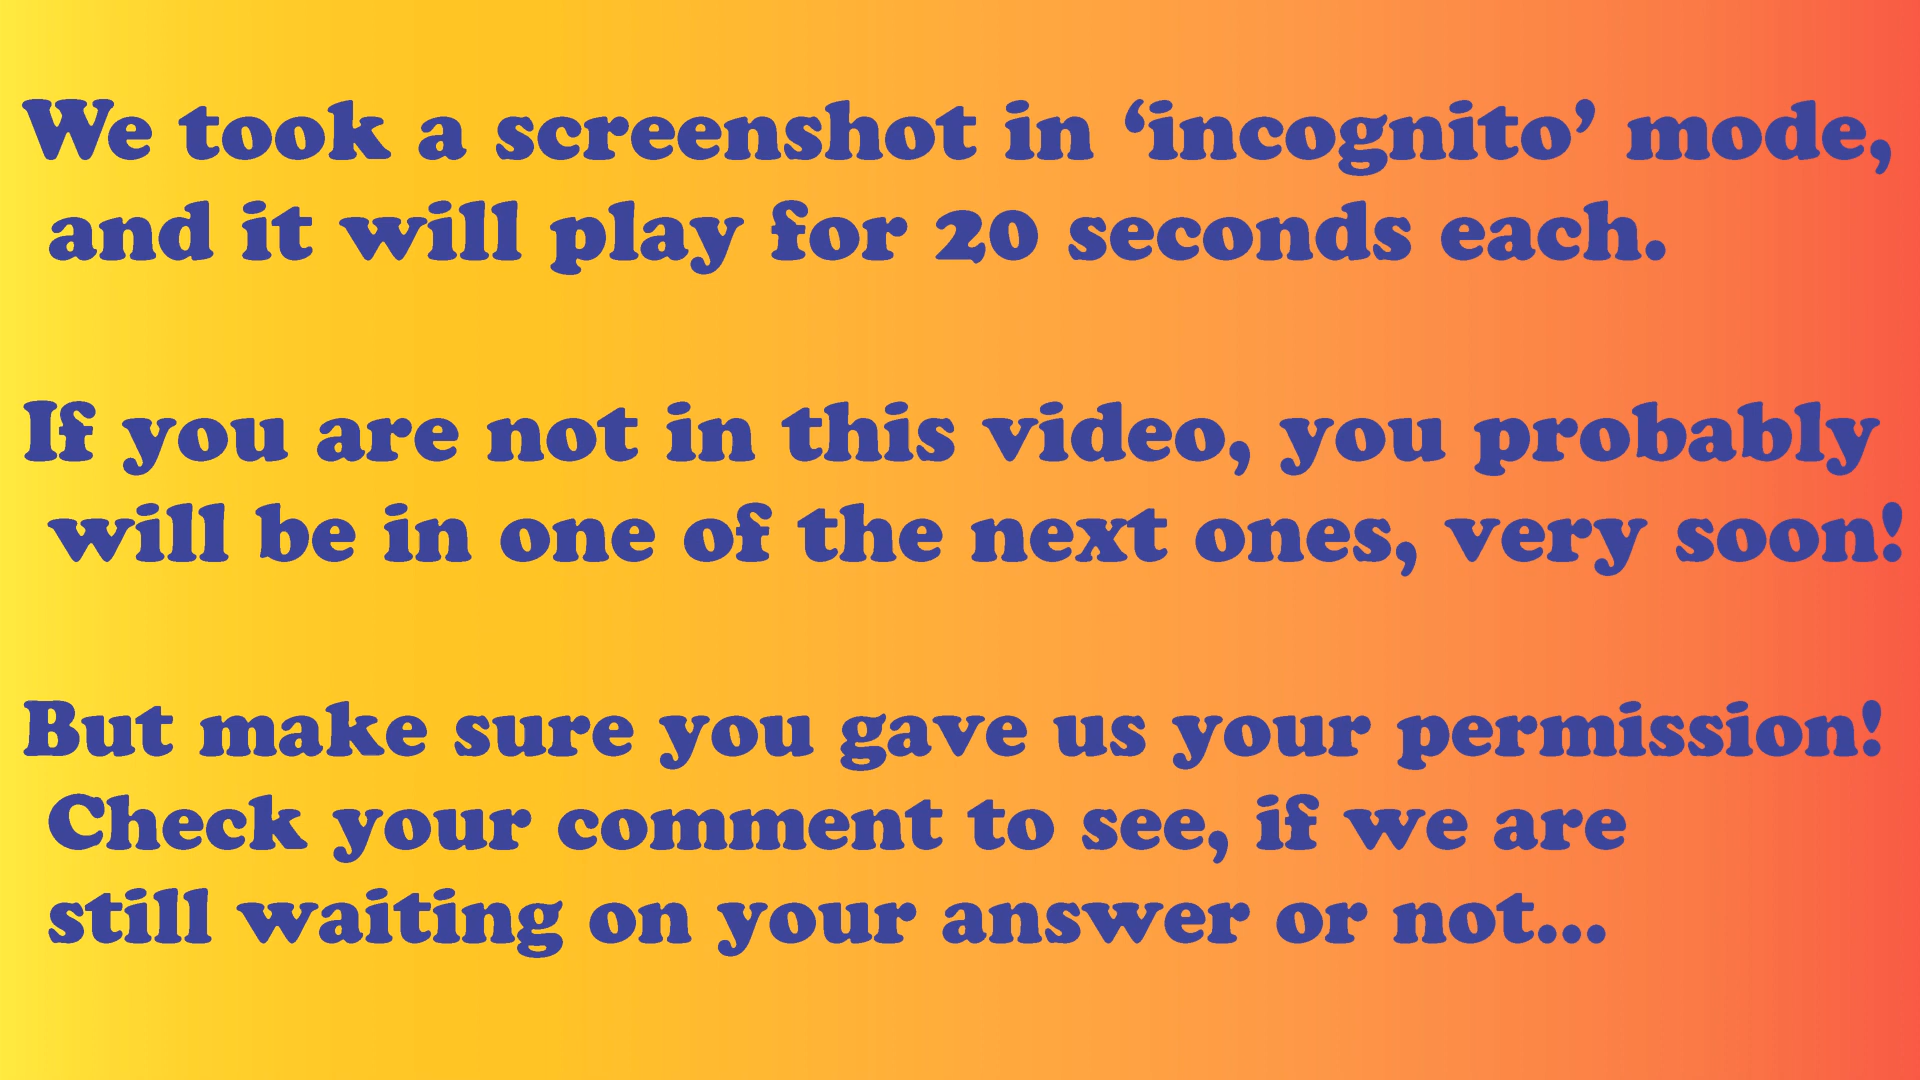 We took a screenshot in ‘incognito’ mode,
and it will play for 20 seconds each.
If you are not in this video, you probably
will be in one of the next ones, very soon!
But make sure you gave us your permission!
Check your comment to see, if we are
still waiting on your answer or not...